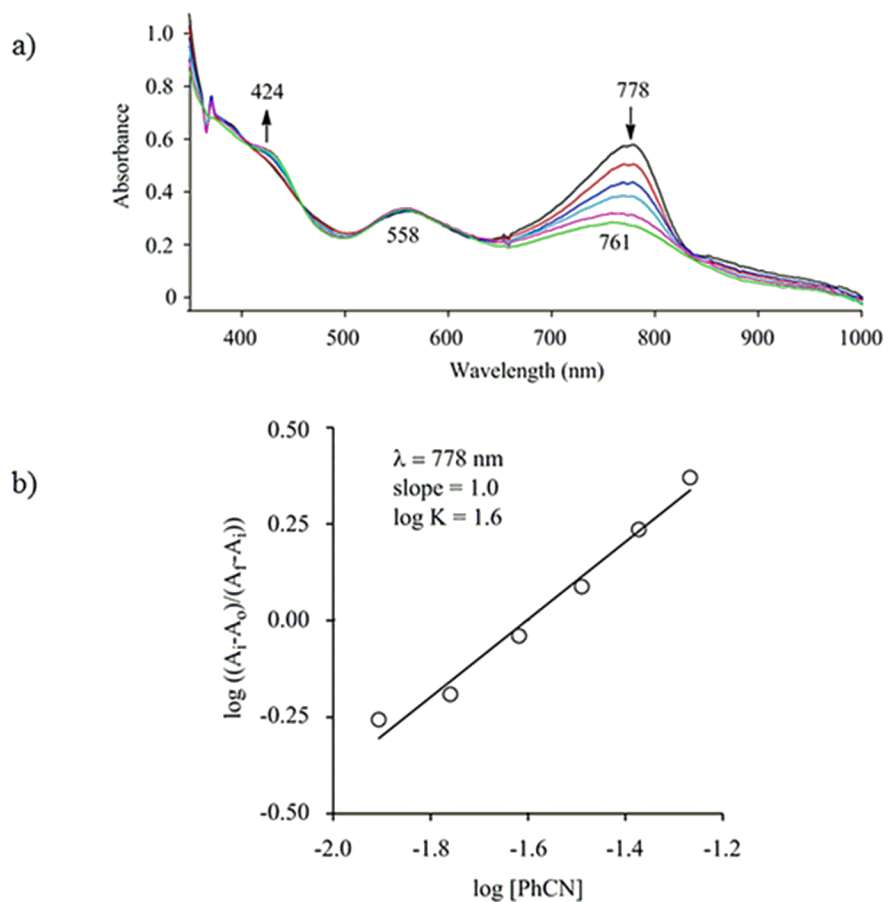 a)
1.0
0.8
0.6
0.4
0.2
0
Absorbance
424
778
558
761
400 500 600 700 800 900 1000
Wavelength (nm)
b)
0.50
0.25
0.00
-0.25
-0.50
log ((Ai-Ao)/(Af-Ai))
λ = 778 nm
slope = 1.0
log K = 1.6
-2.0 -1.8 -1.6 -1.4 -1.2
log [PhCN]